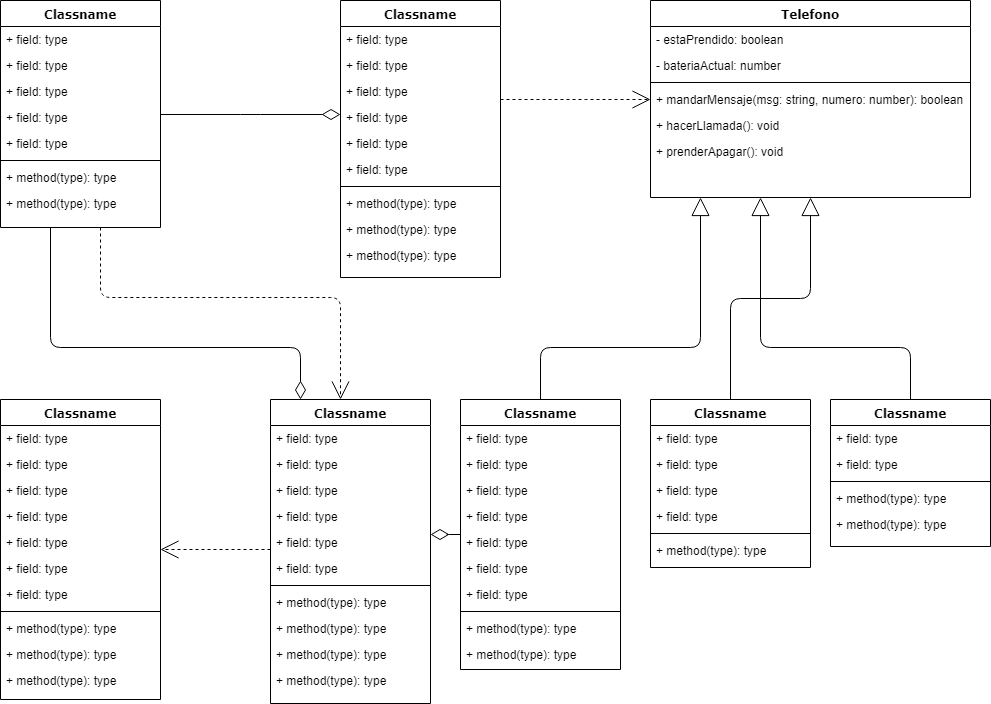 Classname
+ field: type
+ field: type
+ field: type
+ field: type
+ field: type
+ method(type): type
+ method(type): type
Classname
+ field: type
+ field: type
+ field: type
+ field: type
+ field: type
+ field: type
+ method(type): type
+ method(type): type
+ method(type): type
Telefono
- estaPrendido: boolean
- bateriaActual: number
+ mandarMensaje(msg: string, numero: number): boolean
+ hacerLlamada(): void
+ prenderApagar(): void
Classname
+ field: type
+ field: type
+ field: type
+ field: type
+ field: type
+ field: type
+ field: type
+ method(type): type
+ method(type): type
+ method(type): type
Classname
+ field: type
+ field: type
+ field: type
+ field: type
+ field: type
+ field: type
+ method(type): type
+ method(type): type
+ method(type): type
+ method(type): type
Classname
+ field: type
+ field: type
+ field: type
+ field: type
+ field: type
+ field: type
+ field: type
+ method(type): type
+ method(type): type
Classname
+ field: type
+ field: type
+ field: type
+ field: type
+ method(type): type
Classname
+ field: type
+ field: type
+ method(type): type
+ method(type): type